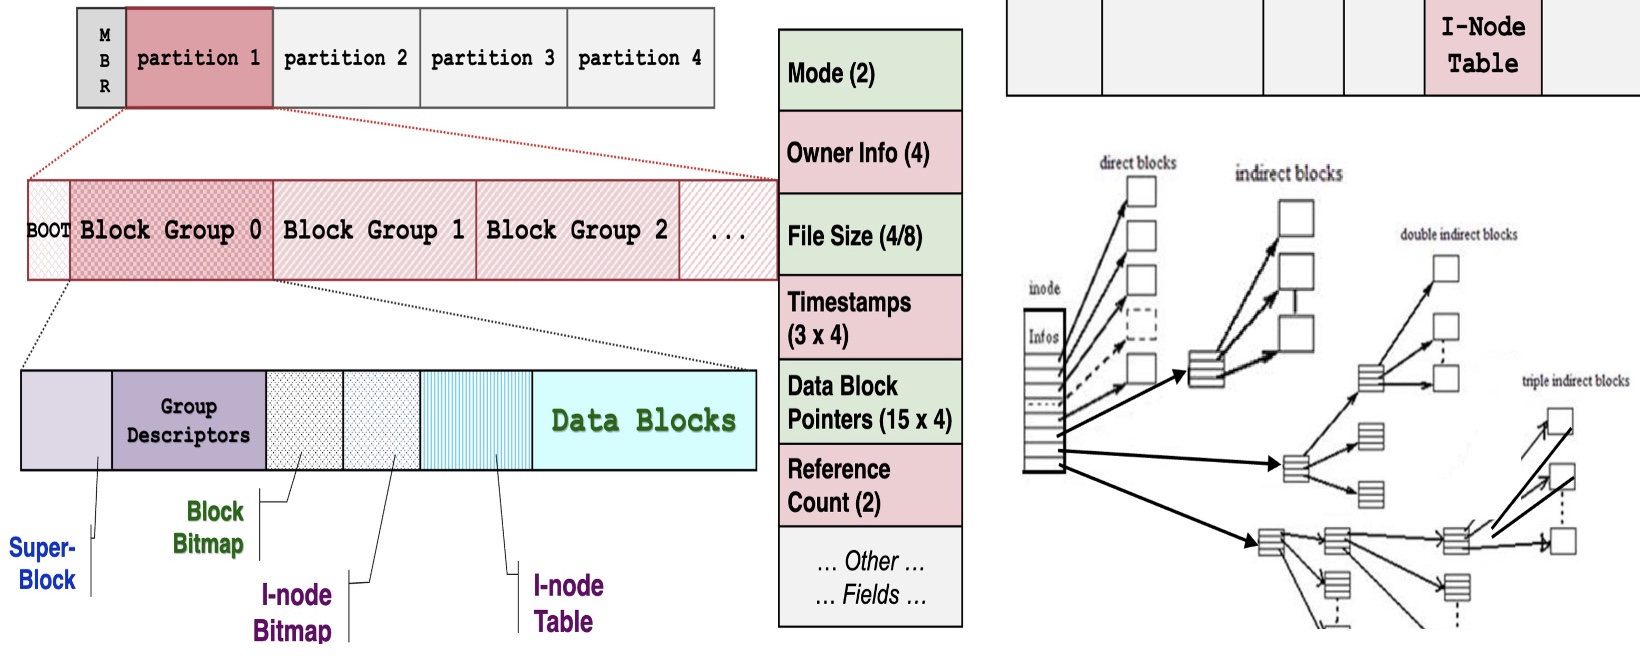 M
B
R
partition 1
partition 2
partition 3
partition 4
BOOT
Block Group 0
Block Group 1
Block Group 2
...
Group
Descriptors
Data Blocks
Super-
Block
Block
Bitmap
I-node
Bitmap
I-node
Table
Mode (2)
Owner Info (4)
File Size (4/8)
Timestamps
(3 x 4)
Data Block
Pointers (15 x 4)
Reference
Count (2)
... Other ...
... Fields ...
I-Node
Table
direct blocks
indirect blocks
double indirect blocks
inode
Infos
triple indirect blocks